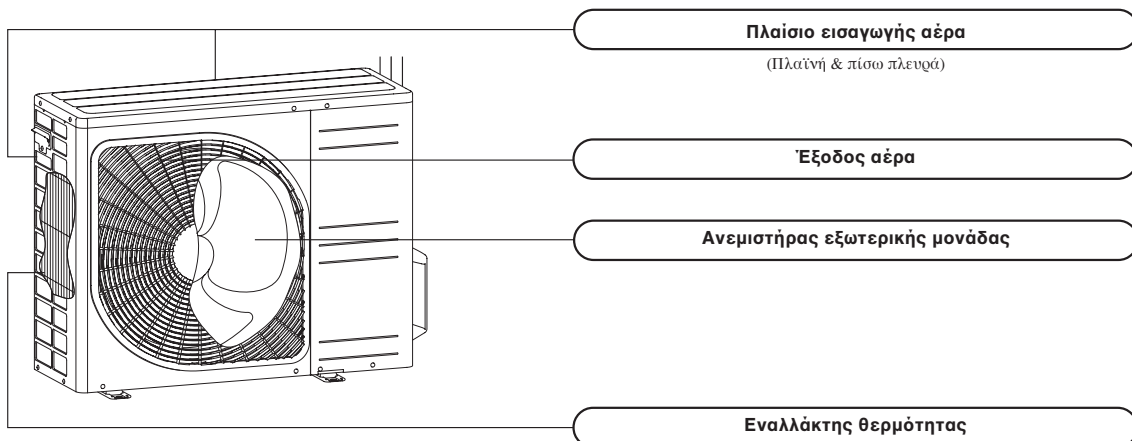 Πλαίσιο εισαγωγής αέρα
(Πλαϊνή & πίσω πλευρά)
Έξοδος αέρα
Ανεμιστήρας εξωτερικής μονάδας
Εναλλάκτης θερμότητας